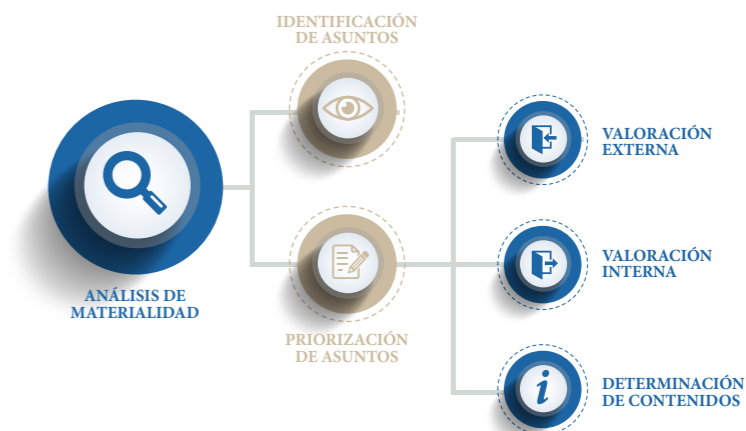 IDENTIFICACIÓN
DE ASUNTOS
ANÁLISIS DE
MATERIALIDAD
PRIORIZACIÓN
DE ASUNTOS
VALORACIÓN
EXTERNA
VALORACIÓN
INTERNA
DETERMINACIÓN
DE CONTENIDOS